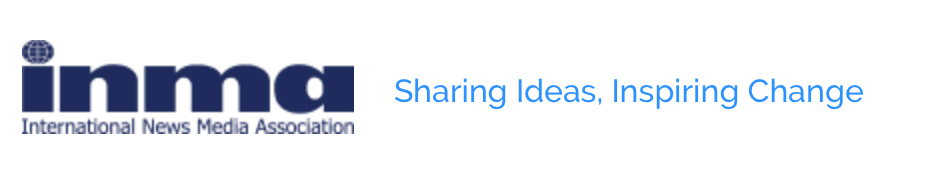 inma
International News Media Association
Sharing Ideas, Inspiring Change